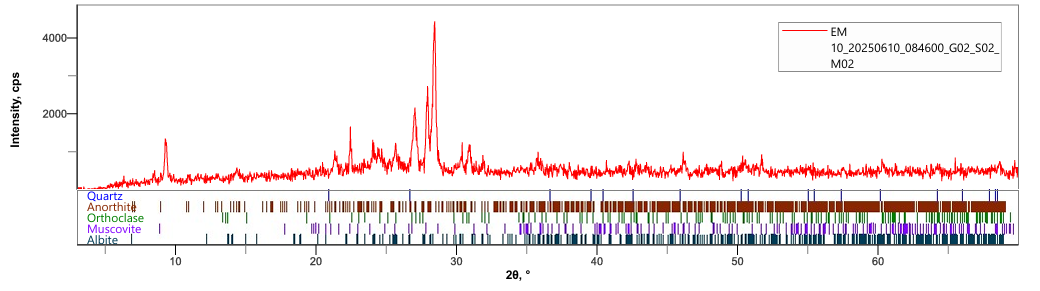 EM
10_20250610_084600_G02_S02_
M02
Intensity, cps
4000
2000
Quartz
Anorthite
Orthoclase
Muscovite
Albite
10 20 30 40 50 60
2θ, °